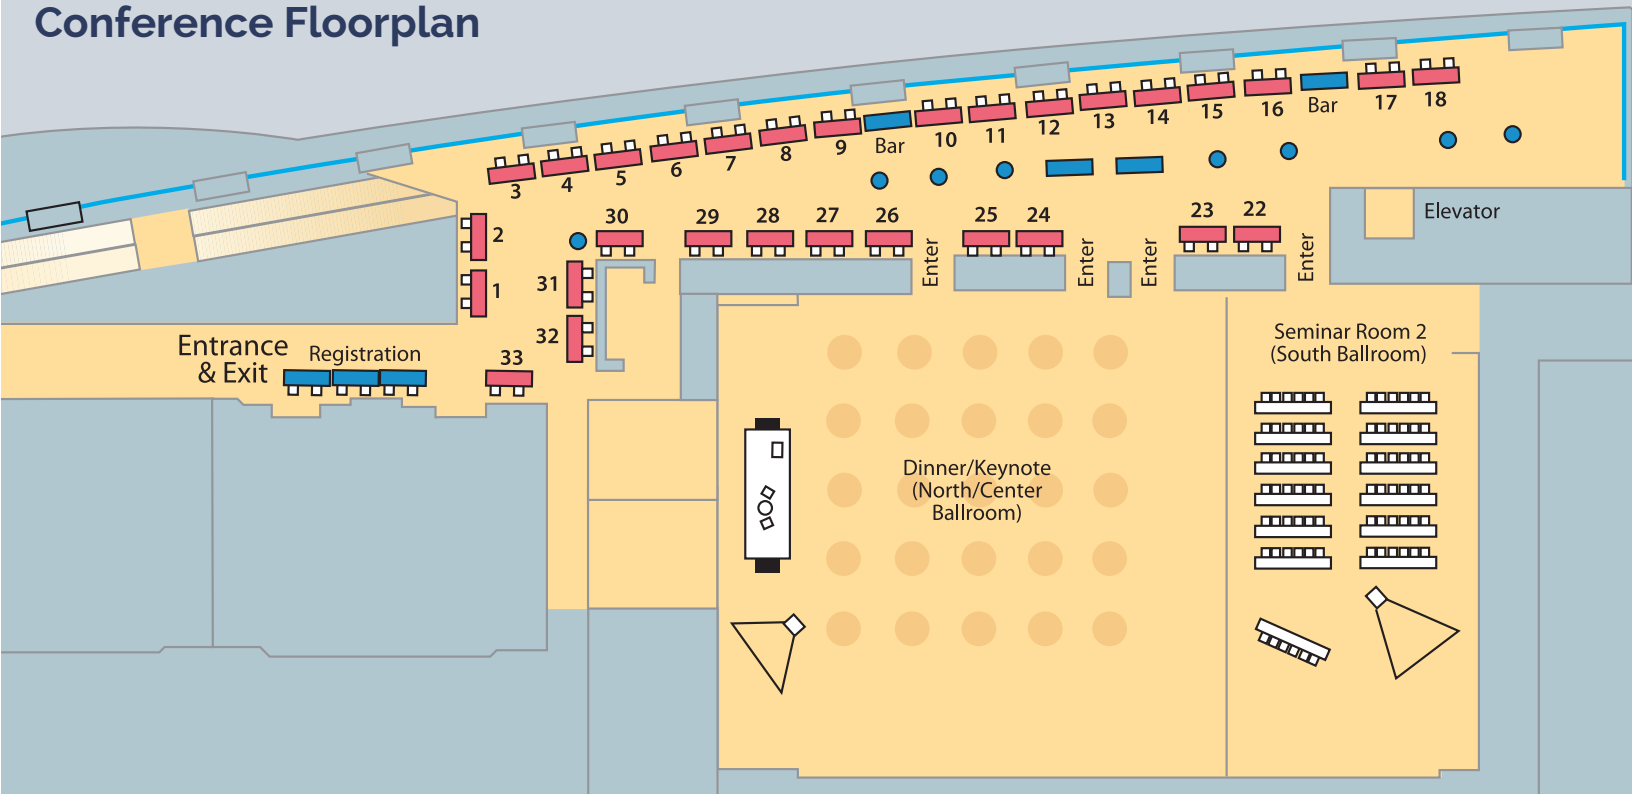 Conference Floorplan
3
4
5
6
7
8
9
Bar
10
11
12
13
14
15
16
Bar
17
18
2
1
30
29
28
27
26
Enter
25
24
Enter
Enter
23
22
Enter
Elevator
31
32
33
Entrance
& Exit
Registration
Seminar Room 2
(South Ballroom)
Dinner/Keynote
(North/Center
Ballroom)